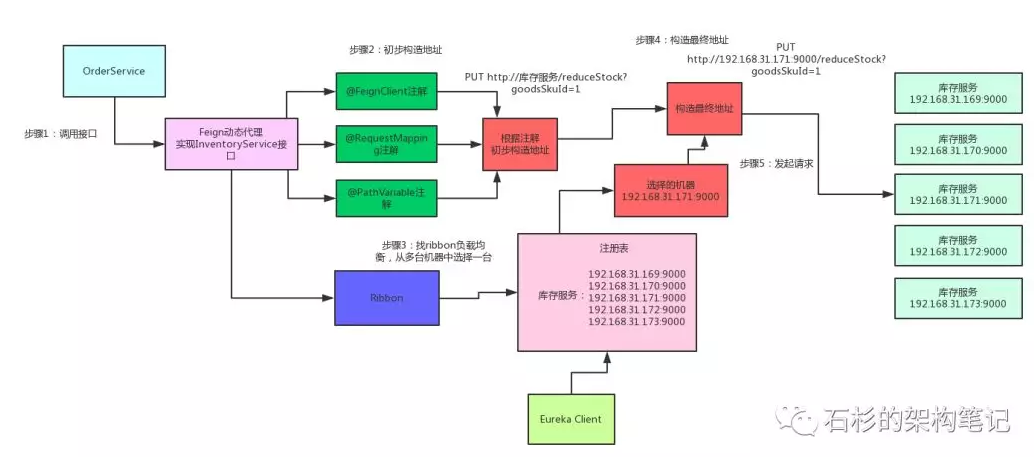 OrderService
步骤1：调用接口
Feign动态代理
实现InventoryService接
口
步骤2：初步构造地址
@FeignClient注解
@RequestMappin
g注解
@PathVariable注
解
PUT http://库存服务/reduceStock?
goodsSkuId=1
根据注解
初步构造地址
步骤3：找ribbon负载均
衡，从多台机器中选择一台
Ribbon
注册表
库存服务：
192.168.31.169:9000
192.168.31.170:9000
192.168.31.171:9000
192.168.31.172:9000
192.168.31.173:9000
Eureka Client
选择的机器
192.168.31.171:9000
步骤4：构造最终地址
PUT
http://192.168.31.171:9000/reduceStock?
goodsSkuId=1
构造最终地址
步骤5：发起请求
库存服务
192.168.31.169:9000
库存服务
192.168.31.170:9000
库存服务
192.168.31.171:9000
库存服务
192.168.31.172:9000
库存服务
192.168.31.173:9000
石杉的架构笔记